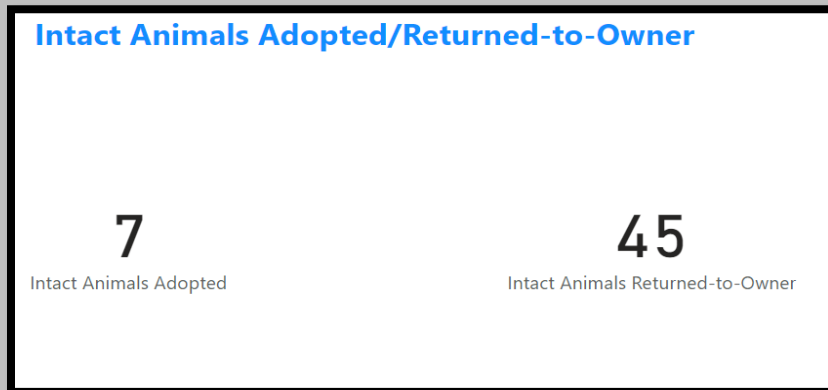 Intact Animals Adopted/Returned-to-Owner
7
Intact Animals Adopted
45
Intact Animals Returned-to-Owner